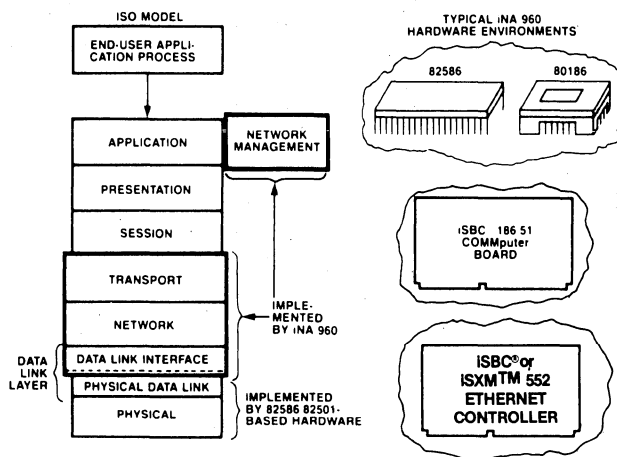 ISO MODEL
END-USER APPLI-
CATION PROCESS
APPLICATION
NETWORK
MANAGEMENT
PRESENTATION
SESSION
TRANSPORT
NETWORK
DATA LINK INTERFACE
DATA
LINK
LAYER
PHYSICAL DATA LINK
PHYSICAL
IMPLE-
MENTED
BY iNA 960
IMPLEMENTED
BY 82586 82501-
BASED HARDWARE
TYPICAL iNA 960
HARDWARE ENVIRONMENTS
82586
80186
iSBC 186 51
COMMputer
BOARD
iSBC® or
iSXM™ 552
ETHERNET
CONTROLLER